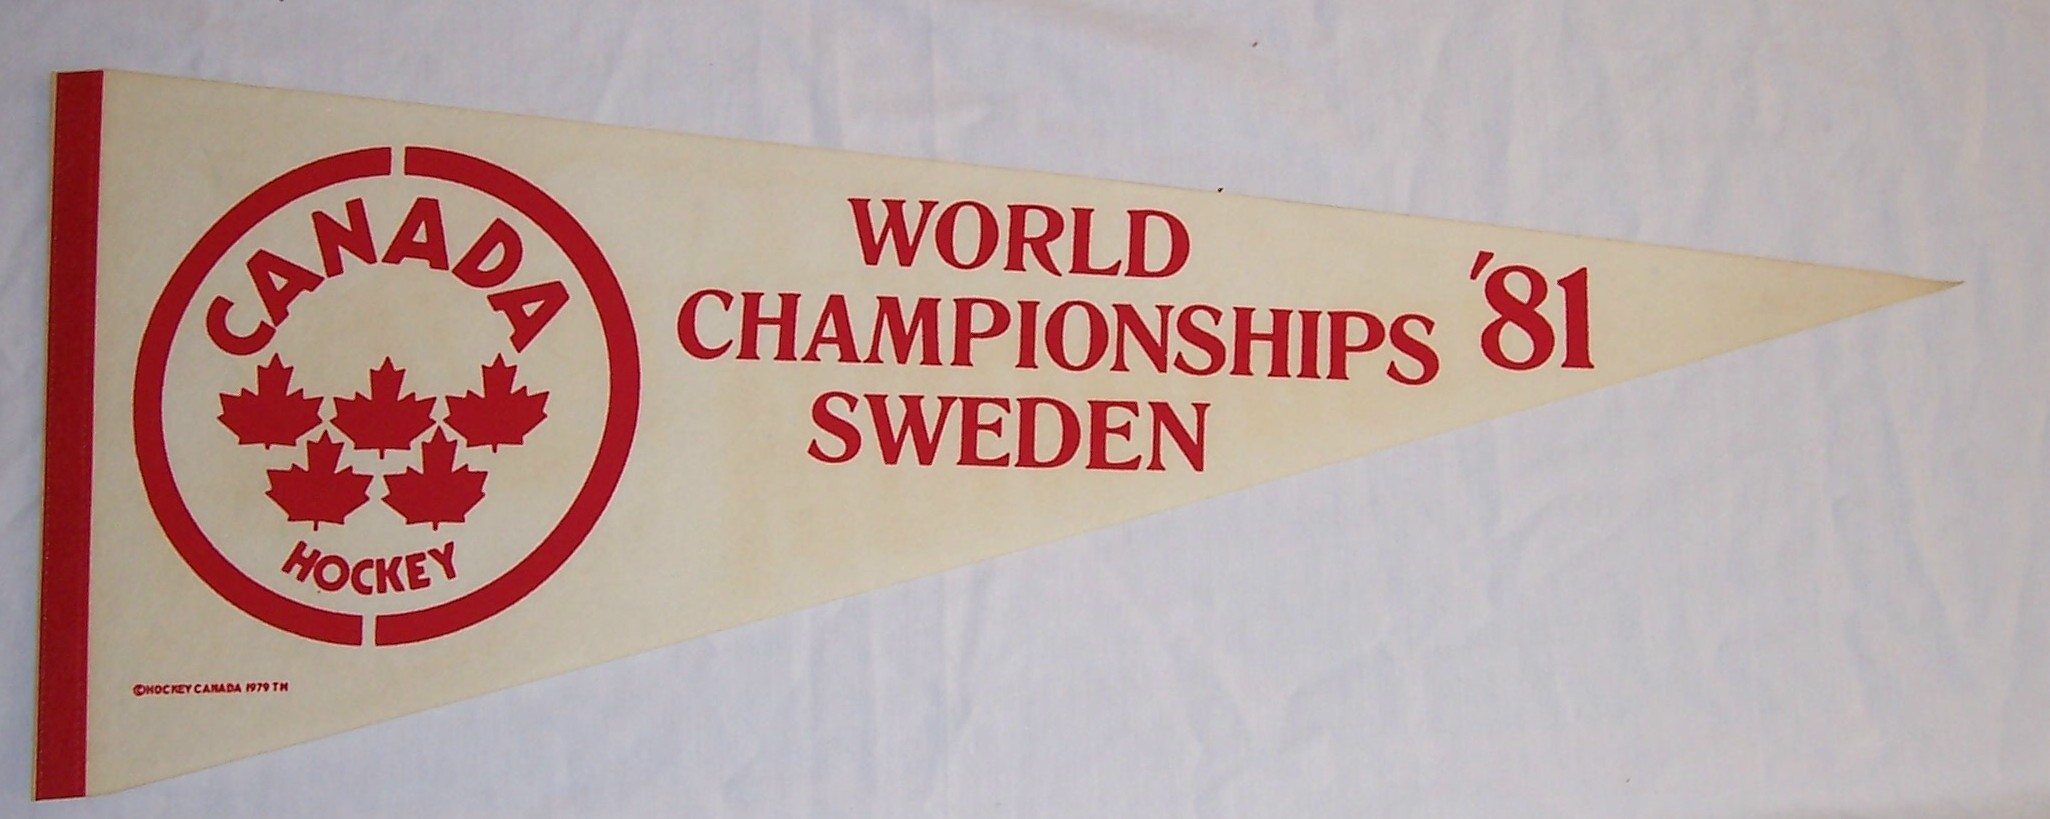 CANADA
HOCKEY
WORLD
CHAMPIONSHIPS '81
SWEDEN
©HOCKEY CANADA 1979 TM